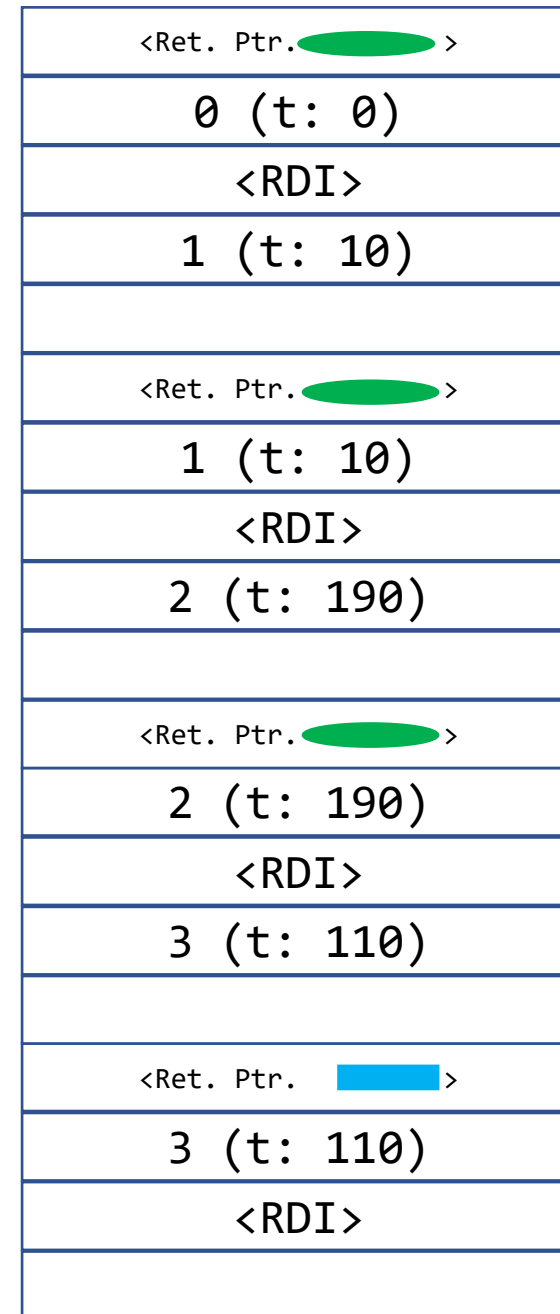 <Ret. Ptr. >
0 (t: 0)
<RDI>
1 (t: 10)
<Ret. Ptr. >
1 (t: 10)
<RDI>
2 (t: 190)
<Ret. Ptr. >
2 (t: 190)
<RDI>
3 (t: 110)
<Ret. Ptr. >
3 (t: 110)
<RDI>